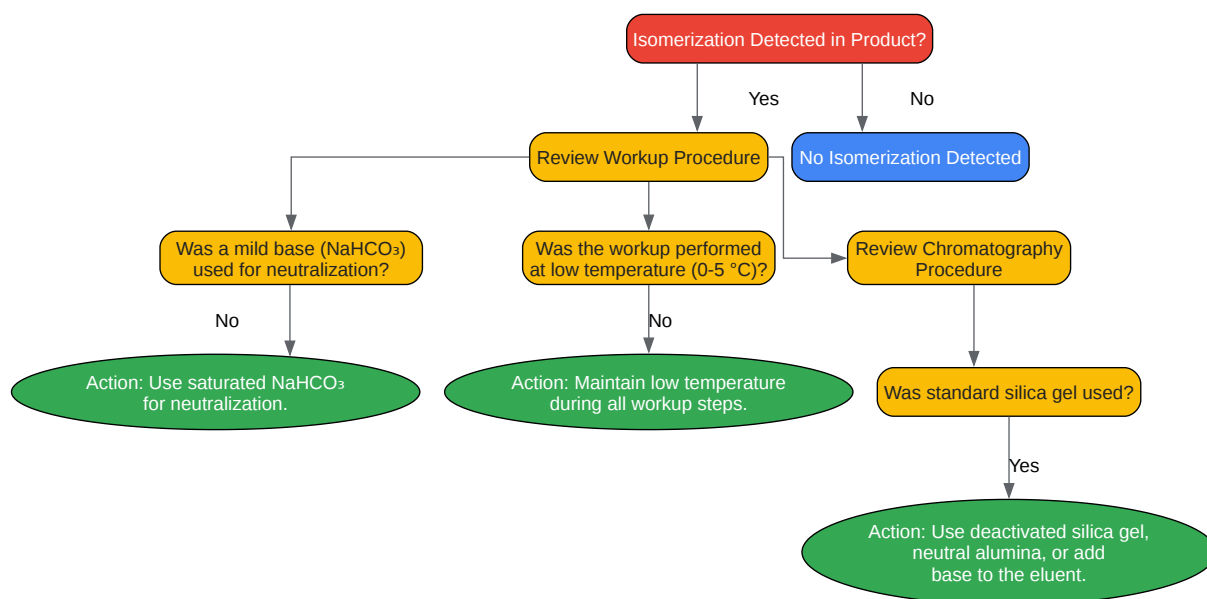 Isomerization Detected in Product?
Yes
No
Review Workup Procedure
No Isomerization Detected
Was a mild base (NaHCO₃)
used for neutralization?
Was the workup performed
at low temperature (0-5 °C)?
Review Chromatography
Procedure
No
No
Action: Use saturated NaHCO₃
for neutralization.
Action: Maintain low temperature
during all workup steps.
Was standard silica gel used?
Yes
Action: Use deactivated silica gel,
neutral alumina, or add
base to the eluent.